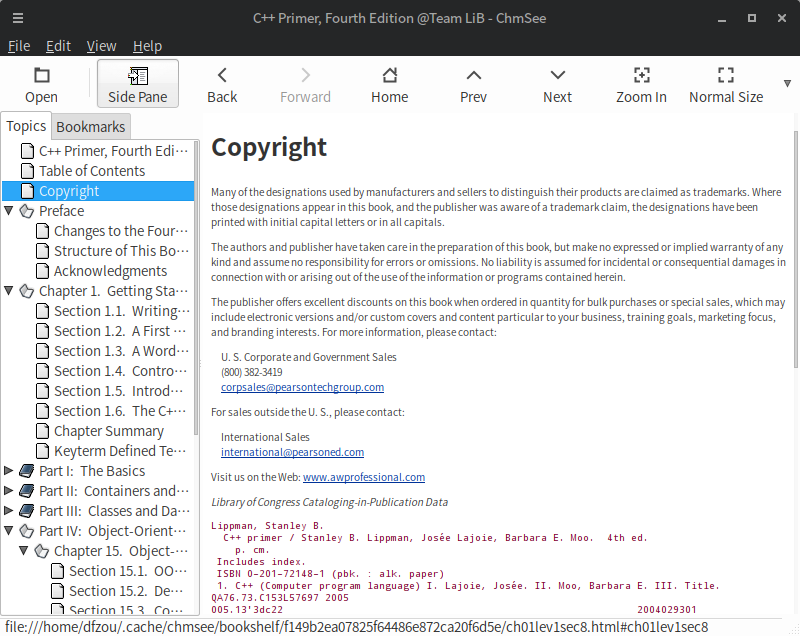 C++ Primer, Fourth Edition @Team LiB - ChmSee
File Edit View Help
Open Side Pane Back Forward Home Prev Next Zoom In Normal Size
Topics Bookmarks
C++ Primer, Fourth Edi···
Table of Contents
Copyright
Preface
Changes to the Four···
Structure of This Bo···
Acknowledgments
Chapter 1. Getting Sta···
Section 1.1. Writing···
Section 1.2. A First ···
Section 1.3. A Word···
Section 1.4. Contro···
Section 1.5. Introd···
Section 1.6. The C+···
Chapter Summary
Keyterm Defined Te···
Part I: The Basics
Part II: Containers and···
Part III: Classes and Da···
Part IV: Object-Orient···
Chapter 15. Object-···
Section 15.1. OO···
Section 15.2. De···
Section 15.3. Co···
Copyright
Many of the designations used by manufacturers and sellers to distinguish their products are claimed as trademarks. Where
those designations appear in this book, and the publisher was aware of a trademark claim, the designations have been
printed with initial capital letters or in all capitals.
The authors and publisher have taken care in the preparation of this book, but make no expressed or implied warranty of any
kind and assume no responsibility for errors or omissions. No liability is assumed for incidental or consequential damages in
connection with or arising out of the use of the information or programs contained herein.
The publisher offers excellent discounts on this book when ordered in quantity for bulk purchases or special sales, which may
include electronic versions and/or custom covers and content particular to your business, training goals, marketing focus,
and branding interests. For more information, please contact:
U. S. Corporate and Government Sales
(800) 382-3419
corpsales@pearsontechgroup.com
For sales outside the U. S., please contact:
International Sales
international@pearsoned.com
Visit us on the Web: www.awprofessional.com
Library of Congress Cataloging-in-Publication Data
Lippman, Stanley B.
C++ primer / Stanley B. Lippman, Josée Lajoie, Barbara E. Moo. 4th ed.
p. cm.
Includes index.
ISBN 0-201-72148-1 (pbk. : alk. paper)
1. C++ (Computer program language) I. Lajoie, Josée. II. Moo, Barbara E. III. Title.
QA76.73.C153L57697 2005
005.13'3dc22 2004029301
file:///home/dfzou/.cache/chmsee/bookshelf/f149b2ea07825f64486e872ca20f6d5e/ch01lev1sec8.html#ch01lev1sec8